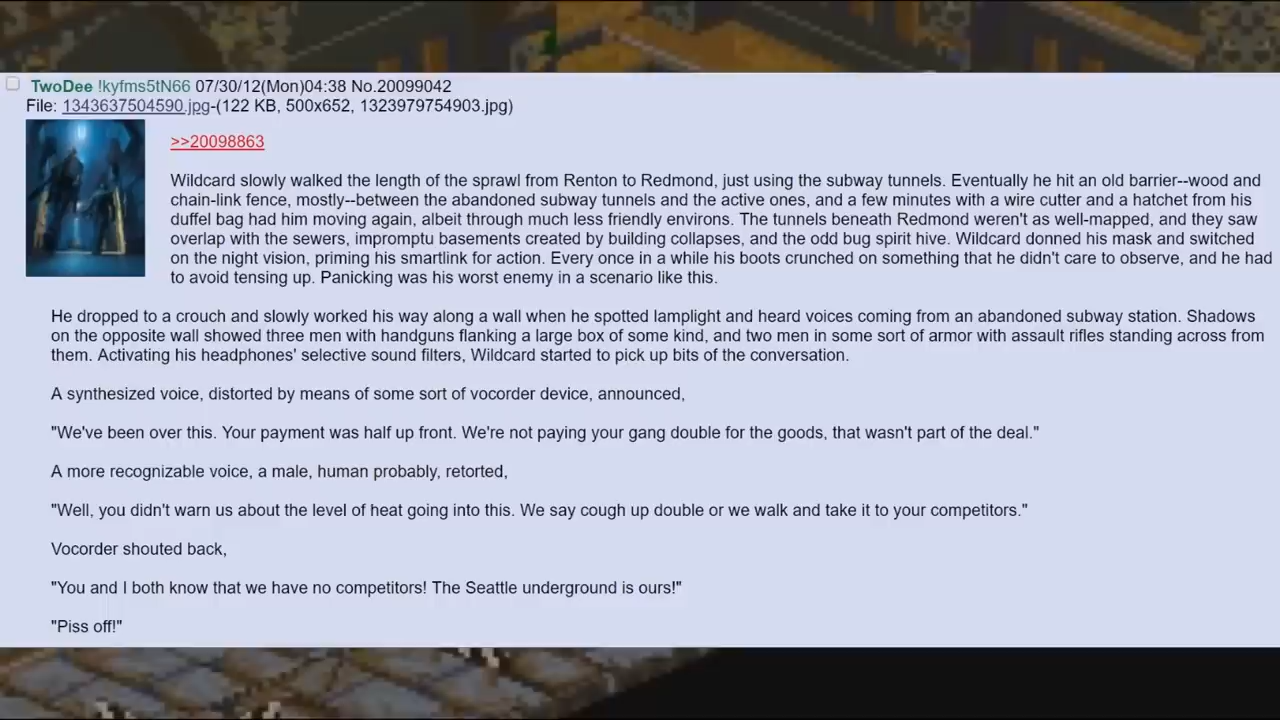 TwoDee !kyfms5tN66 07/30/12(Mon)04:38 No.20099042
File: 1343637504590.jpg-(122 KB, 500x652, 1323979754903.jpg)
>>20098863
Wildcard slowly walked the length of the sprawl from Renton to Redmond, just using the subway tunnels. Eventually he hit an old barrier--wood and
chain-link fence, mostly--between the abandoned subway tunnels and the active ones, and a few minutes with a wire cutter and a hatchet from his
duffel bag had him moving again, albeit through much less friendly environs. The tunnels beneath Redmond weren't as well-mapped, and they saw
overlap with the sewers, impromptu basements created by building collapses, and the odd bug spirit hive. Wildcard donned his mask and switched
on the night vision, priming his smartlink for action. Every once in a while his boots crunched on something that he didn't care to observe, and he had
to avoid tensing up. Panicking was his worst enemy in a scenario like this.
He dropped to a crouch and slowly worked his way along a wall when he spotted lamplight and heard voices coming from an abandoned subway station. Shadows
on the opposite wall showed three men with handguns flanking a large box of some kind, and two men in some sort of armor with assault rifles standing across from
them. Activating his headphones' selective sound filters, Wildcard started to pick up bits of the conversation.
A synthesized voice, distorted by means of some sort of vocorder device, announced,
"We've been over this. Your payment was half up front. We're not paying your gang double for the goods, that wasn't part of the deal."
A more recognizable voice, a male, human probably, retorted,
"Well, you didn't warn us about the level of heat going into this. We say cough up double or we walk and take it to your competitors."
Vocorder shouted back,
"You and I both know that we have no competitors! The Seattle underground is ours!"
"Piss off!"